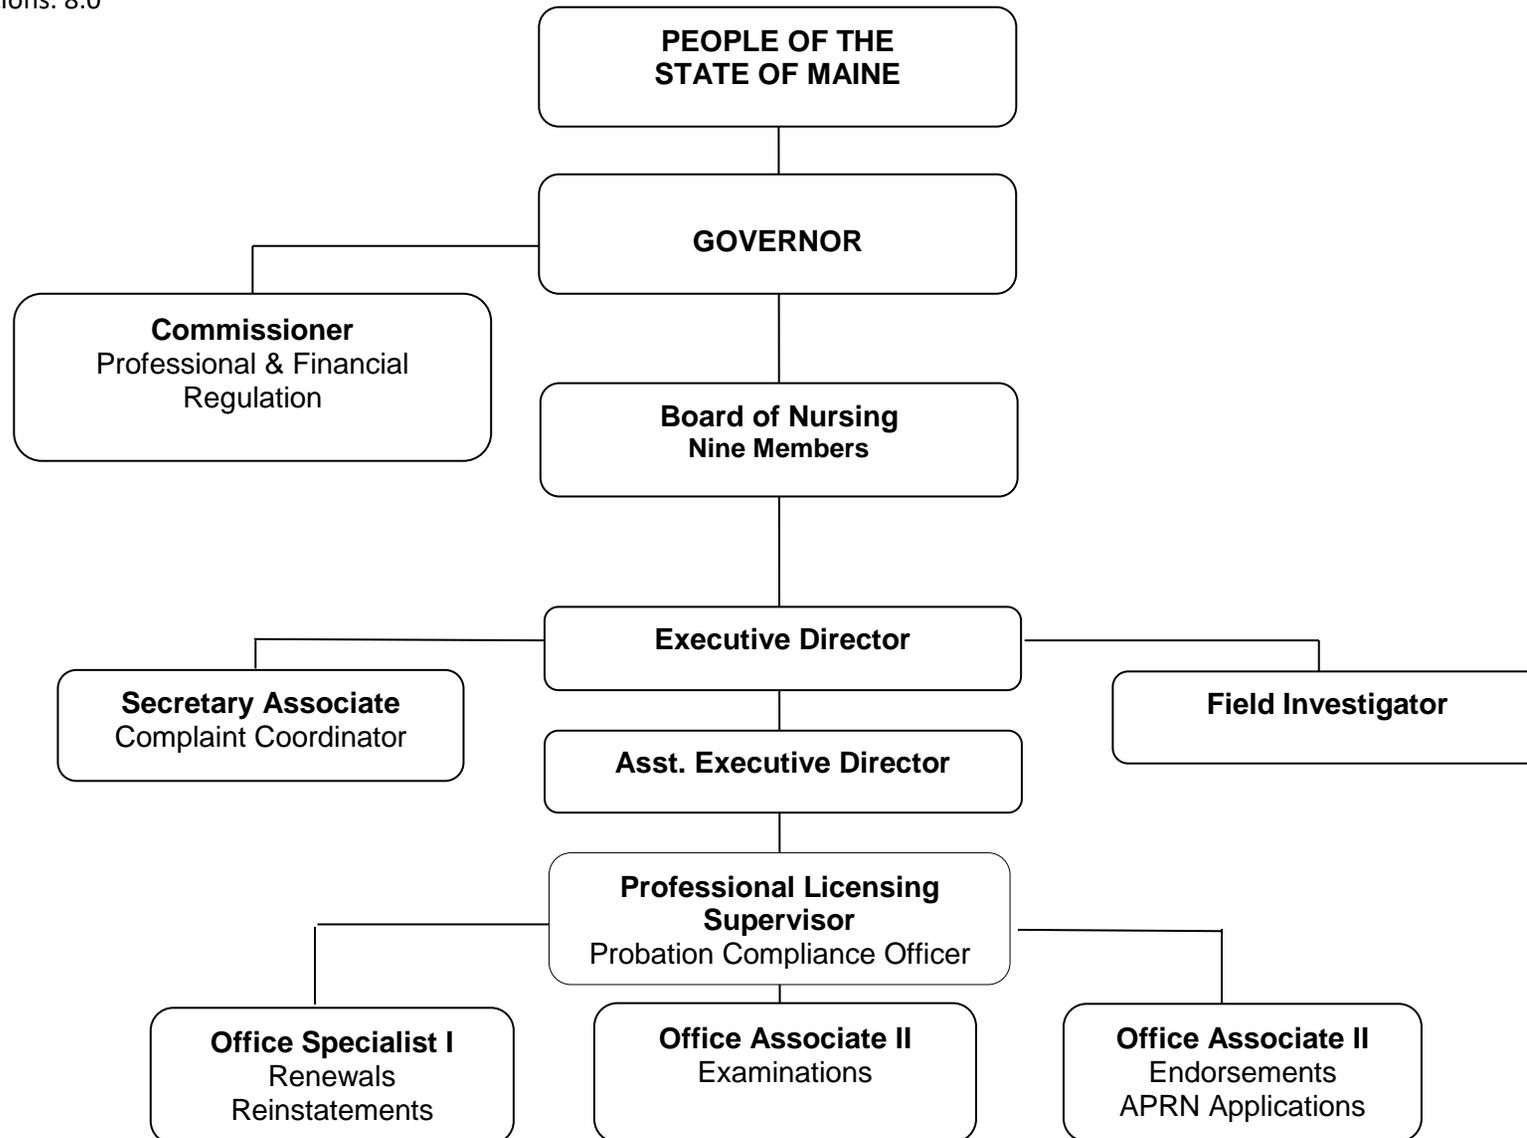 8.0
PEOPLE OF THE
STATE OF MAINE
GOVERNOR
Commissioner
Professional & Financial
Regulation
Board of Nursing
Nine Members
Executive Director
Secretary Associate
Complaint Coordinator
Field Investigator
Asst. Executive Director
Professional Licensing
Supervisor
Probation Compliance Officer
Office Specialist I
Renewals
Reinstatements
Office Associate II
Examinations
Office Associate II
Endorsements
APRN Applications